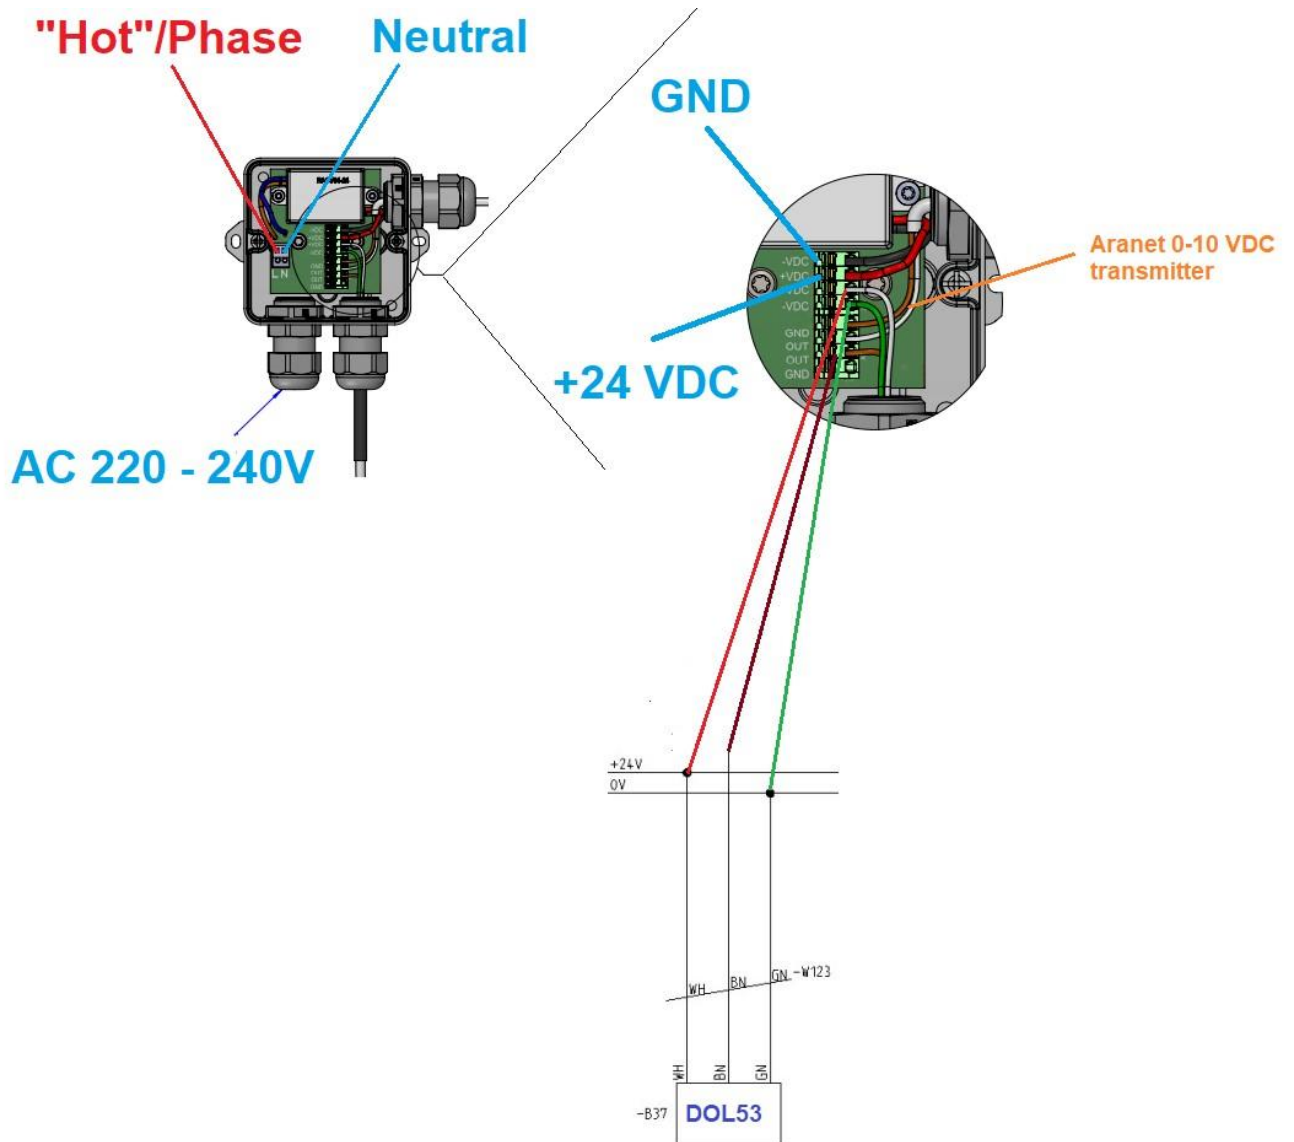 "Hot"/Phase
Neutral
GND
L N
-VDC
+VDC
+VDC
-VDC
GND
OUT
OUT
GND
Aranet 0-10 VDC
transmitter
+24 VDC
AC 220 - 240V
+24V
0V
WH
BN
GN
-W123
WH
BN
GN
-B37
DOL53